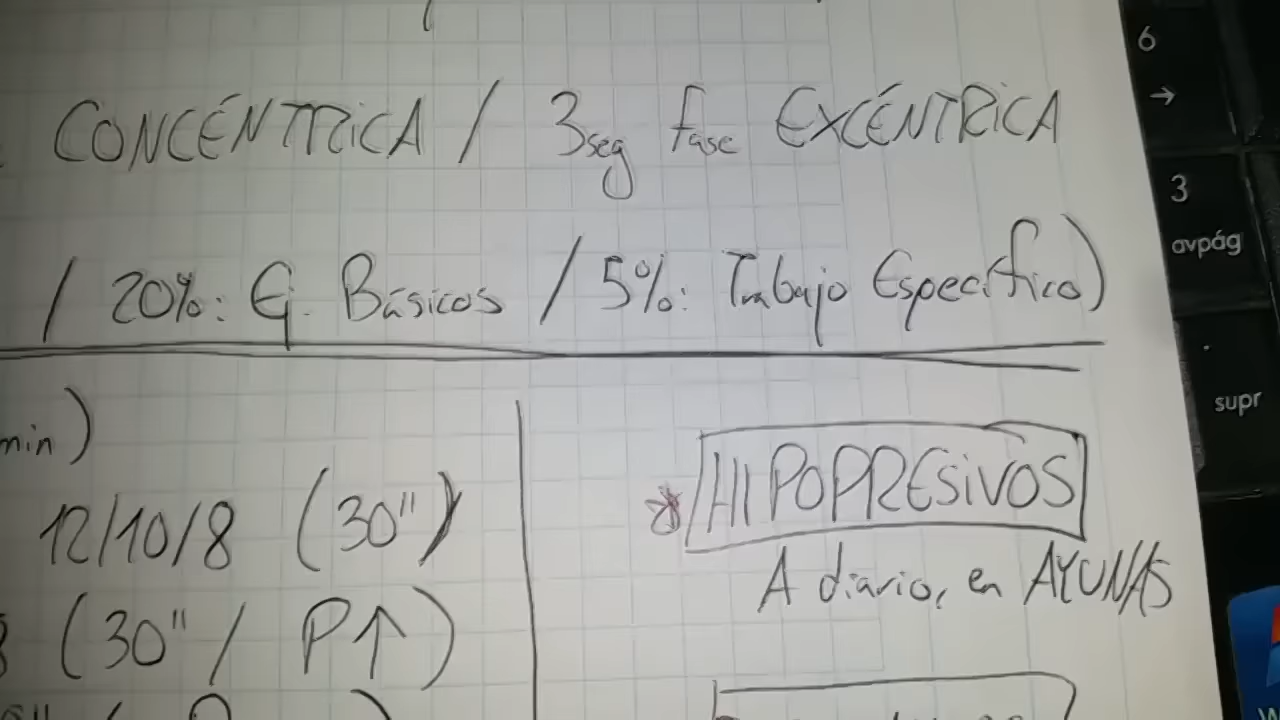 CONCÉNTRICA / 3seg fase EXCÉNTRICA
/ 20%: Ej. Básicos / 5%: Trabajo Específico)
min)
12/10/8 (30")
(30" / P↑)
HIPOPRESIVOS
A diario, en AYUNAS
6
→
3
avpág
.
supr